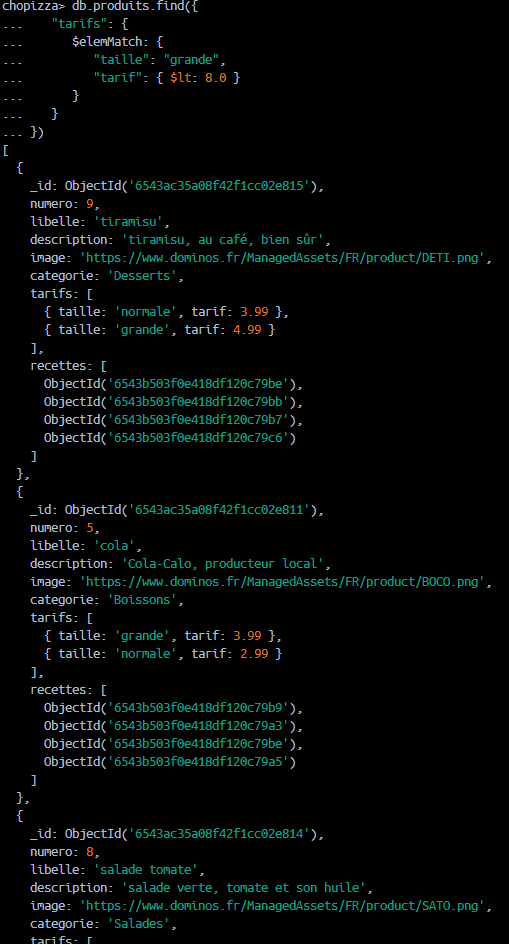 chopizza> db.produits.find({
...     "tarifs": {
...        $elemMatch: {
...           "taille": "grande",
...           "tarif": { $lt: 8.0 }
...        }
...     }
... })
[
  {
    _id: ObjectId('6543ac35a08f42f1cc02e815'),
    numero: 9,
    libelle: 'tiramisu',
    description: 'tiramisu, au café, bien sûr',
    image: 'https://www.dominos.fr/ManagedAssets/FR/product/DETI.png',
    categorie: 'Desserts',
    tarifs: [
      { taille: 'normale', tarif: 3.99 },
      { taille: 'grande', tarif: 4.99 }
    ],
    recettes: [
      ObjectId('6543b503f0e418df120c79be'),
      ObjectId('6543b503f0e418df120c79bb'),
      ObjectId('6543b503f0e418df120c79b7'),
      ObjectId('6543b503f0e418df120c79c6')
    ]
  },
  {
    _id: ObjectId('6543ac35a08f42f1cc02e811'),
    numero: 5,
    libelle: 'cola',
    description: 'Cola-Calo, producteur local',
    image: 'https://www.dominos.fr/ManagedAssets/FR/product/BOCO.png',
    categorie: 'Boissons',
    tarifs: [
      { taille: 'grande', tarif: 3.99 },
      { taille: 'normale', tarif: 2.99 }
    ],
    recettes: [
      ObjectId('6543b503f0e418df120c79b9'),
      ObjectId('6543b503f0e418df120c79a3'),
      ObjectId('6543b503f0e418df120c79be'),
      ObjectId('6543b503f0e418df120c79a5')
    ]
  },
  {
    _id: ObjectId('6543ac35a08f42f1cc02e814'),
    numero: 8,
    libelle: 'salade tomate',
    description: 'salade verte, tomate et son huile',
    image: 'https://www.dominos.fr/ManagedAssets/FR/product/SATO.png',
    categorie: 'Salades',
    tarifs: [